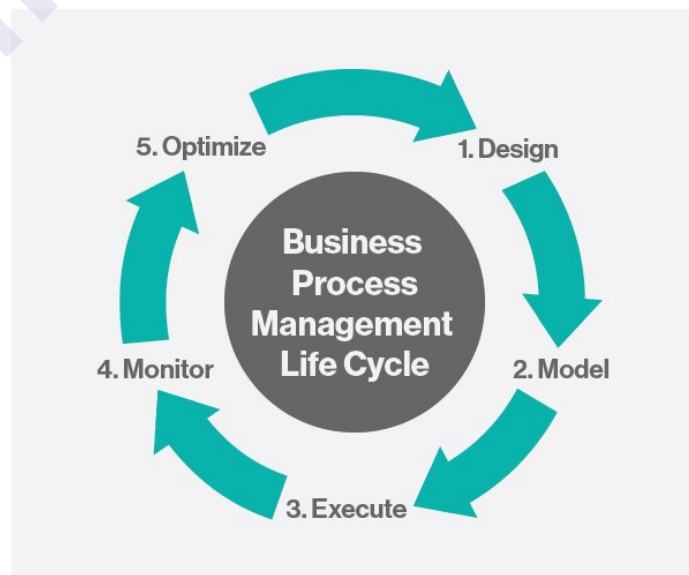 Business
Process
Management
Life Cycle
1. Design
2. Model
3. Execute
4. Monitor
5. Optimize